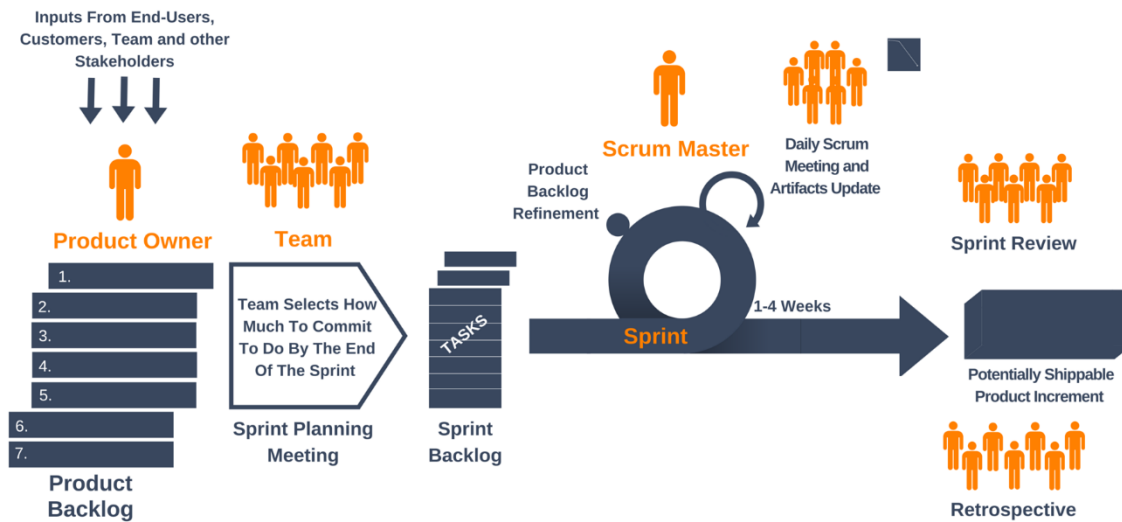 Inputs From End-Users,
Customers, Team and other
Stakeholders
Product Owner
1.
2.
3.
4.
5.
6.
7.
Product
Backlog
Team
Team Selects How
Much To Commit
To Do By The End
Of The Sprint
Sprint Planning
Meeting
TASKS
Sprint
Backlog
Scrum Master
Product
Backlog
Refinement
Daily Scrum
Meeting and
Artifacts Update
1-4 Weeks
Sprint
Sprint Review
Potentially Shippable
Product Increment
Retrospective